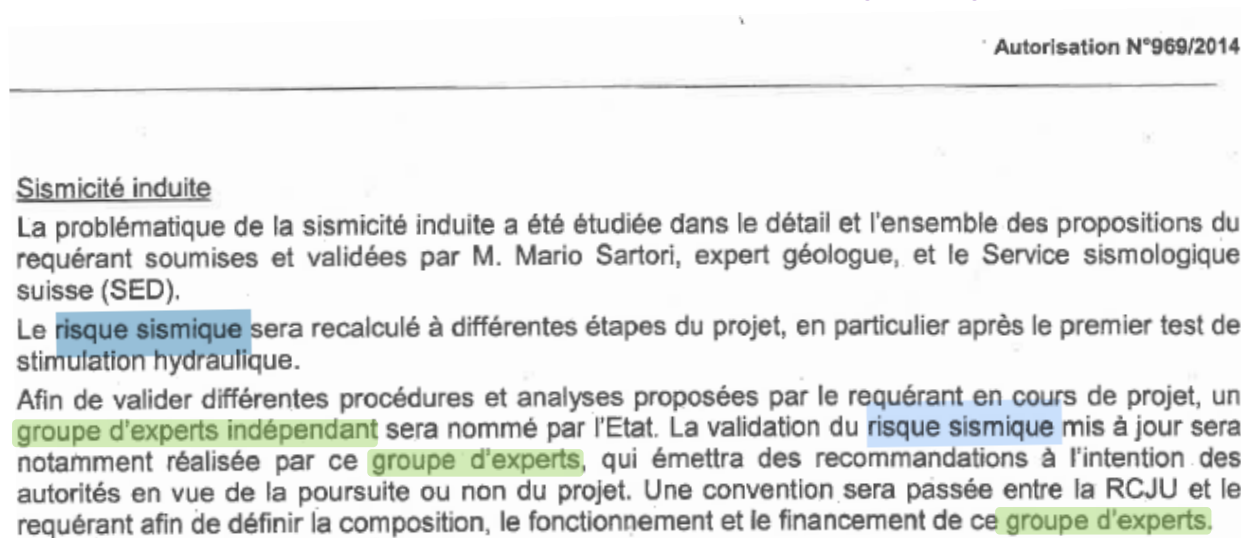 Autorisation N°969/2014
Sismicité induite
La problématique de la sismicité induite a été étudiée dans le détail et l'ensemble des propositions du
requérant soumises et validées par M. Mario Sartori, expert géologue, et le Service sismologique
suisse (SED).
Le risque sismique sera recalculé à différentes étapes du projet, en particulier après le premier test de
stimulation hydraulique.
Afin de valider différentes procédures et analyses proposées par le requérant en cours de projet, un
groupe d'experts indépendant sera nommé par l'Etat. La validation du risque sismique mis à jour sera
notamment réalisée par ce groupe d'experts, qui émettra des recommandations à l'intention des
autorités en vue de la poursuite ou non du projet. Une convention sera passée entre la RCJU et le
requérant afin de définir la composition, le fonctionnement et le financement de ce groupe d'experts.